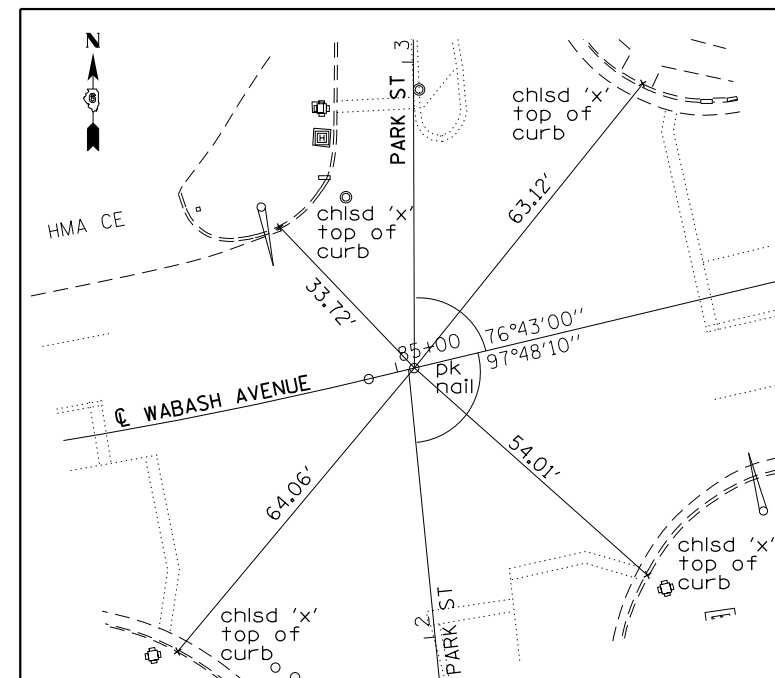 N
6
3
PARK ST
chlsd 'x'
top of
curb
HMA CE
H
chlsd 'x'
top of
curb
63.12'
33.72'
85+00
76°43'00''
97°48'10''
pk
nail
℄ WABASH AVENUE
64.06'
54.01'
chlsd 'x'
top of
curb
chlsd 'x'
top of
curb
2
PARK ST